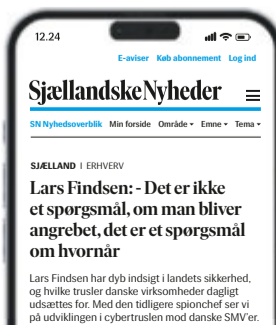 12.24
E-aviser Køb abonnement Log ind
Sjællandske Nyheder
SN Nyhedsoverblik Min forside Område Emne Tema
SJÆLLAND | ERHVERV
Lars Findsen: - Det er ikke
et spørgsmål, om man bliver
angrebet, det er et spørgsmål
om hvornår
Lars Findsen har dyb indsigt i landets sikkerhed,
og hvilke trusler danske virksomheder dagligt
udsættes for. Med den tidligere spionchef ser vi
på udviklingen i cybertruslen mod danske SMV'er.